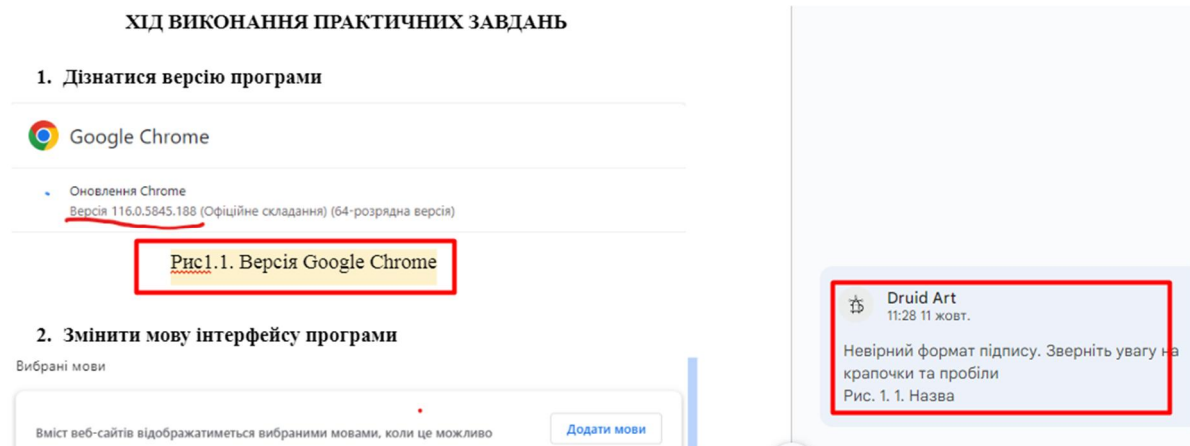 ХІД ВИКОНАННЯ ПРАКТИЧНИХ ЗАВДАНЬ
1. Дізнатися версію програми
Google Chrome
Оновлення Chrome
Версія 116.0.5845.188 (Офіційне складання) (64-розрядна версія)
Рис1.1. Версія Google Chrome
2. Змінити мову інтерфейсу програми
Вибрані мови
Вміст веб-сайтів відображатиметься вибраними мовами, коли це можливо
Додати мови
Druid Art
11:28 11 жовт.
Невірний формат підпису. Зверніть увагу на
крапочки та пробіли
Рис. 1. 1. Назва